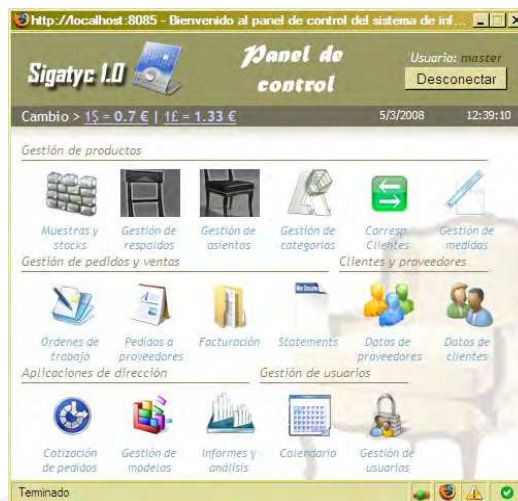 http://localhost:8085 - Bienvenido al panel de control del sistema de inf...
Sigatyc 1.0
Panel de control
Usuario: master
Desconectar
Cambio > 1$ = 0.7 € | 1£ = 1.33 €
5/3/2008 12:39:10
Gestión de productos
Muestras y stocks
Gestión de respaldos
Gestión de asientos
Gestión de categorías
Corresp. Clientes
Gestión de medidas
Gestión de pedidos y ventas
Clientes y proveedores
Ordenes de trabajo
Pedidos a proveedores
Facturación
Statements
Datos de proveedores
Datos de clientes
Aplicaciones de dirección
Gestión de usuarios
Cotización de pedidos
Gestión de modelos
Informes y análisis
Calendario
Gestión de usuarios
Teminado